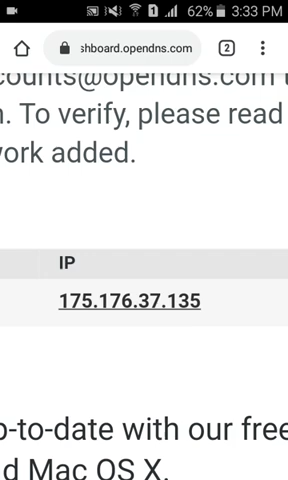 1 62% 3:33 PM
shboard.opendns.com 2
counts@opendns.com
n. To verify, please read
work added.
IP
175.176.37.135
p-to-date with our free
d Mac OS X.